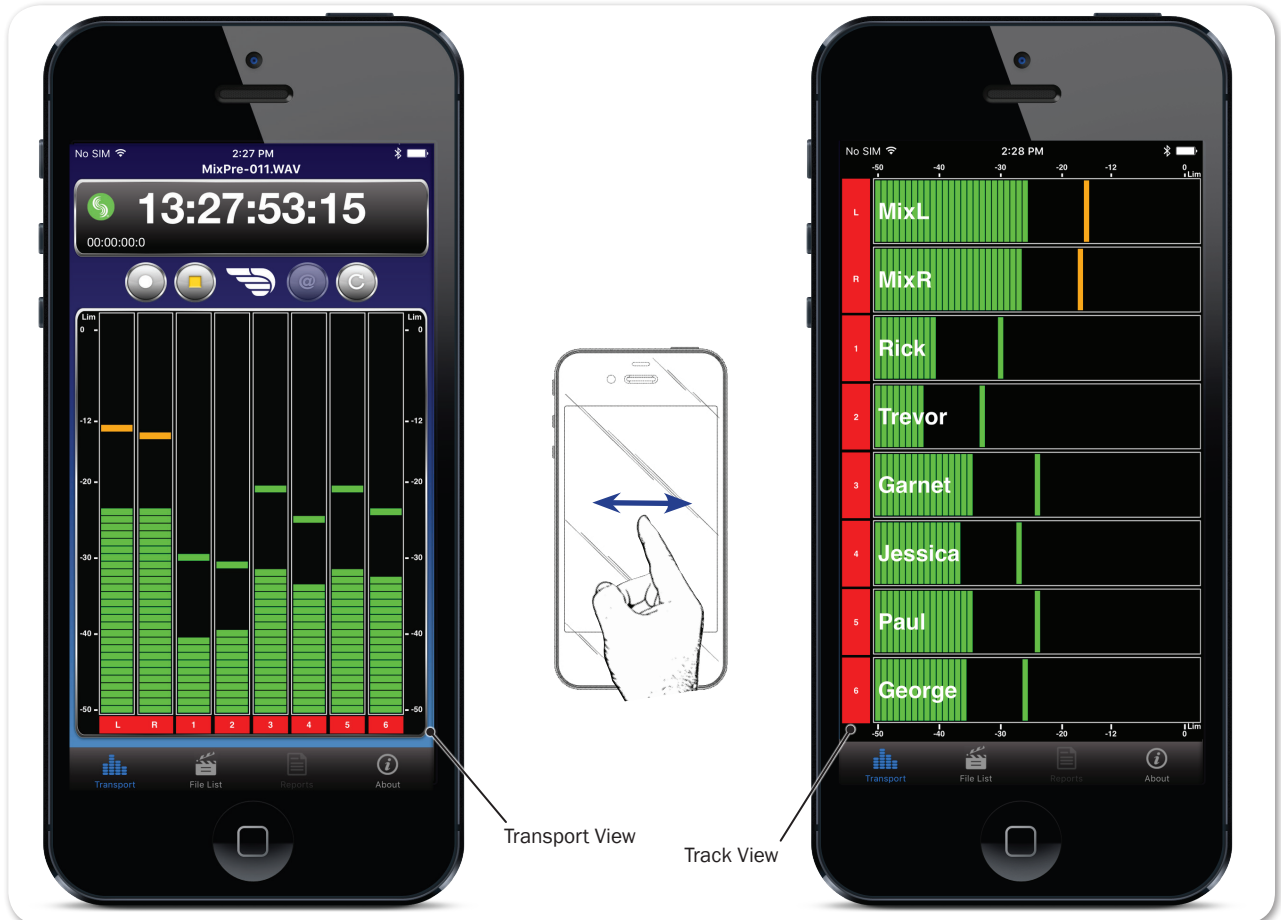 No SIM 2:27 PM
MixPre-011.WAV
13:27:53:15
00:00:00:0
@
Lim Lim
0 - - 0
-12 - - -12
-20 - - -20
-30 - - -30
-40 - - -40
-50 - - -50
L R 1 2 3 4 5 6
Transport File List Reports About
Transport View
No SIM 2:28 PM
-50 -40 -30 -20 -12 0
Lim
L MixL
R MixR
1 Rick
2 Trevor
3 Garnet
4 Jessica
5 Paul
6 George
Lim
-50 -40 -30 -20 -12 0
Transport File List Reports About
Track View